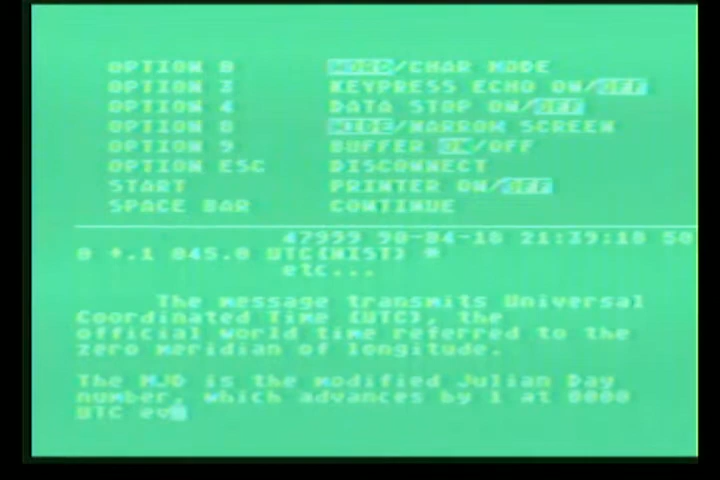 OPTION B WORD/CHAR MODE
OPTION 3 KEYPRESS ECHO ON/OFF
OPTION 4 DATA STOP ON/OFF
OPTION 8 WIDE/NARROW SCREEN
OPTION 9 BUFFER ON/OFF
OPTION ESC DISCONNECT
START PRINTER ON/OFF
SPACE BAR CONTINUE
47999 90-04-18 21:39:18 50
0 +.1 045.0 UTC(NIST) *
etc...
The message transmits Universal
Coordinated Time (UTC), the
official world time referred to the
zero meridian of longitude.
The MJD is the modified Julian Day
number, which advances by 1 at 0000
UTC ev